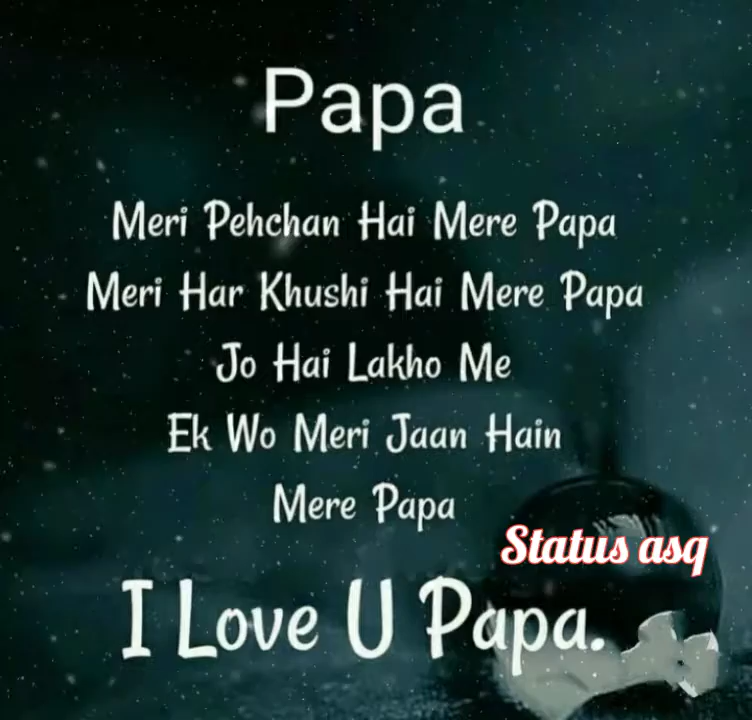 Papa
Meri Pehchan Hai Mere Papa
Meri Har Khushi Hai Mere Papa
Jo Hai Lakho Me
Ek Wo Meri Jaan Hain
Mere Papa
Status asq
I Love U Papa.